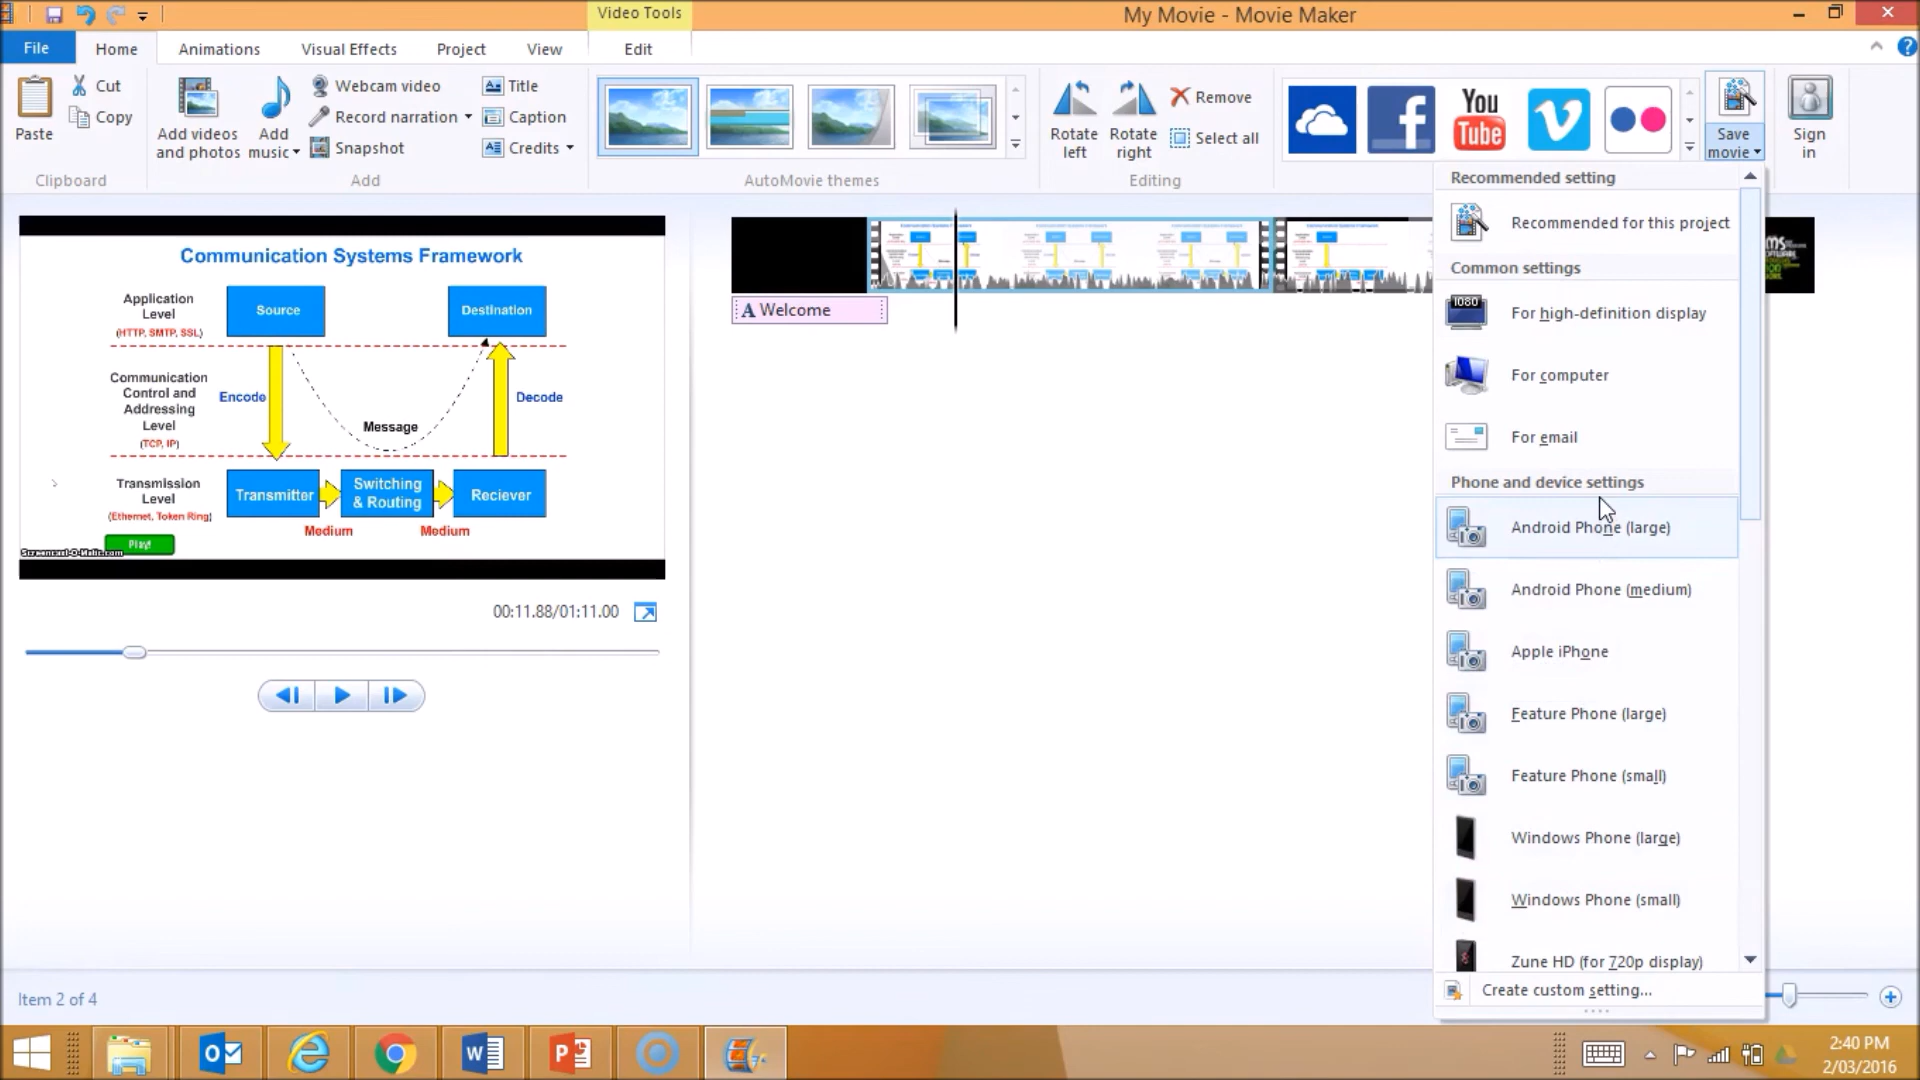 Video Tools
My Movie - Movie Maker
File
Home
Animations
Visual Effects
Project
View
Edit
Paste
Cut
Copy
Clipboard
Add videos
and photos
Add
music
Webcam video
Record narration
Snapshot
Title
Caption
Credits
Add
AutoMovie themes
Rotate
left
Rotate
right
Remove
Select all
Editing
You
Tube
Save
movie
Sign
in
Communication Systems Framework
Application
Level
(HTTP, SMTP, SSL)
Source
Destination
Communication
Control and
Addressing
Level
(TCP, IP)
Encode
Decode
Message
Transmission
Level
(Ethernet, Token Ring)
Transmitter
Switching
& Routing
Reciever
Medium
Medium
Play!
Screencast-O-Matic.com
00:11.88/01:11.00
A Welcome
Recommended setting
Recommended for this project
Common settings
1080
For high-definition display
For computer
For email
Phone and device settings
Android Phone (large)
Android Phone (medium)
Apple iPhone
Feature Phone (large)
Feature Phone (small)
Windows Phone (large)
Windows Phone (small)
Zune HD (for 720p display)
Create custom setting...
Item 2 of 4
2:40 PM
2/03/2016